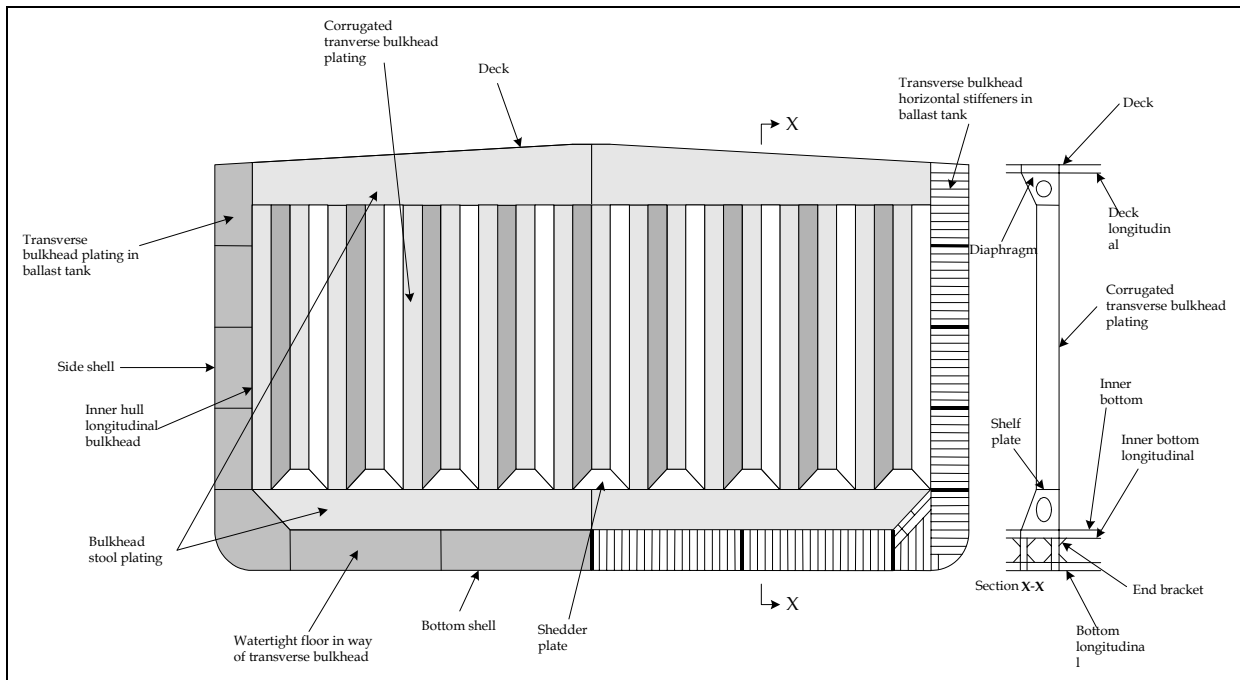 Corrugated
tranverse bulkhead
plating
Deck
X
Transverse bulkhead
horizontal stiffeners in
ballast tank
Deck
Transverse
bulkhead plating in
ballast tank
Diaphragm
Deck
longitudin
al
Corrugated
transverse bulkhead
plating
Side shell
Inner hull
longitudinal
bulkhead
Inner
bottom
Shelf
plate
Inner bottom
longitudinal
Bulkhead
stool plating
Section X-X
End bracket
X
Watertight floor in way
of transverse bulkhead
Bottom shell
Shedder
plate
Bottom
longitudina
l